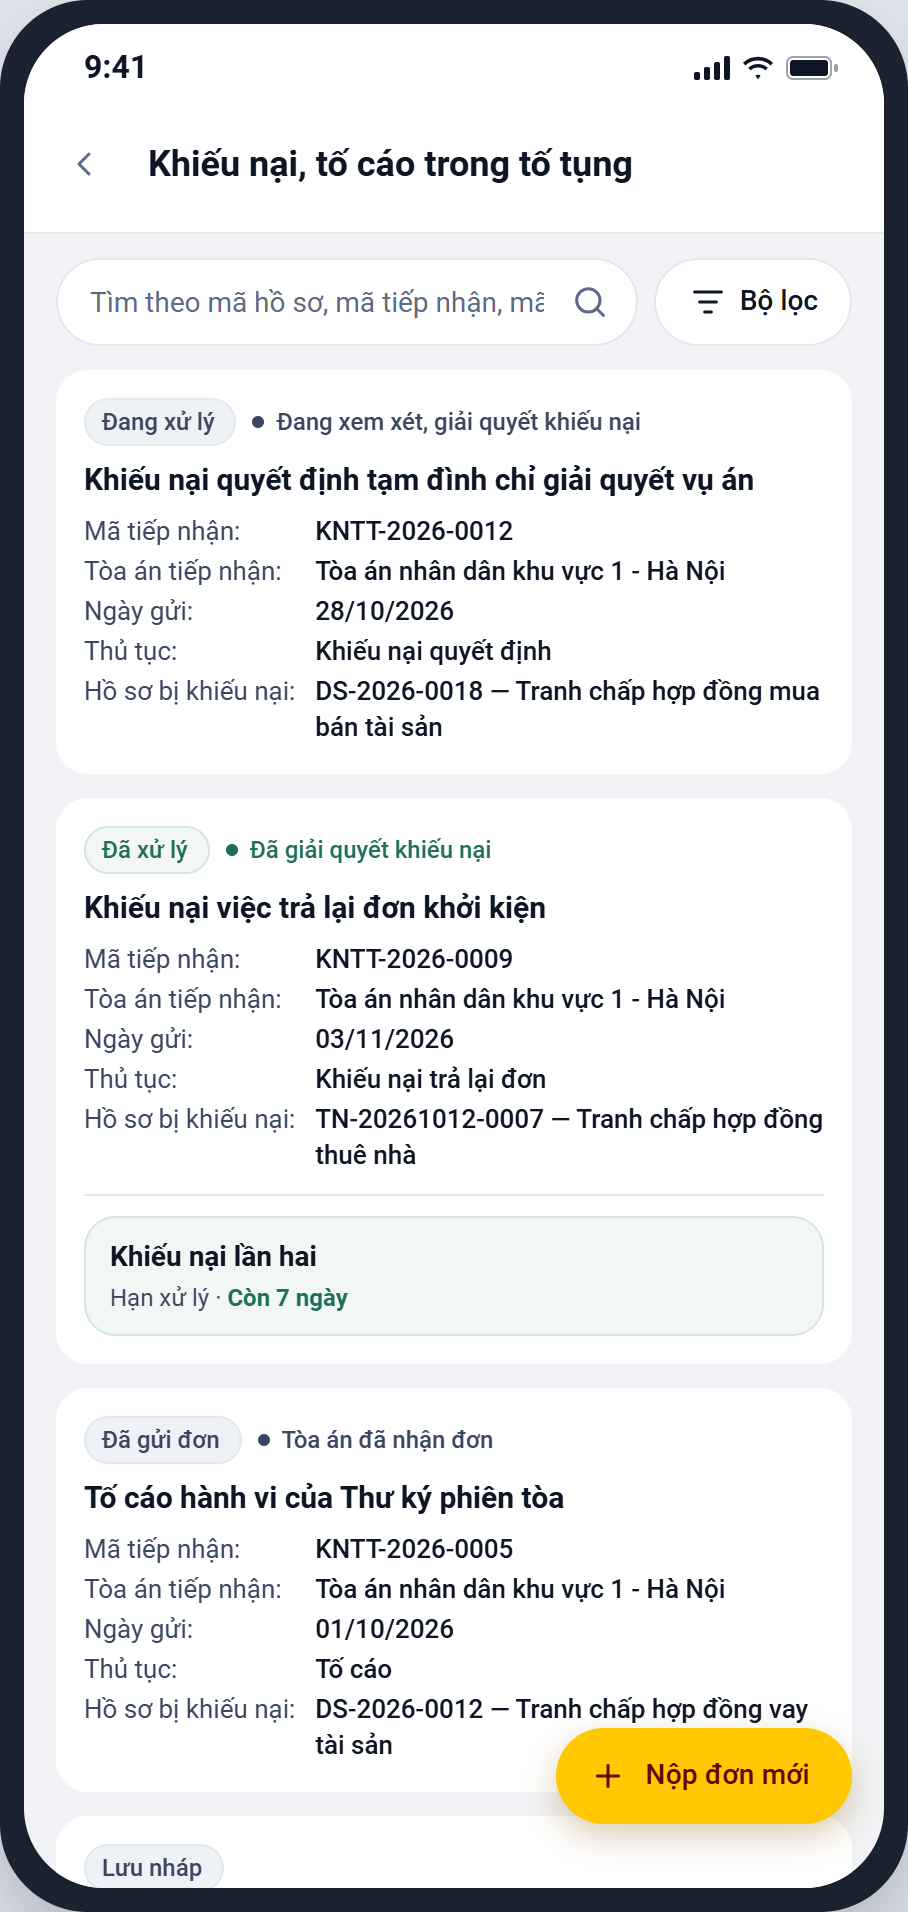 9:41
Khiếu nại, tố cáo trong tố tụng
Tìm theo mã hồ sơ, mã tiếp nhận, mã
Bộ lọc
Đang xử lý
Đang xem xét, giải quyết khiếu nại
Khiếu nại quyết định tạm đình chỉ giải quyết vụ án
Mã tiếp nhận: KNTT-2026-0012
Tòa án tiếp nhận: Tòa án nhân dân khu vực 1 - Hà Nội
Ngày gửi: 28/10/2026
Thủ tục: Khiếu nại quyết định
Hồ sơ bị khiếu nại: DS-2026-0018 — Tranh chấp hợp đồng mua
bán tài sản
Đã xử lý
Đã giải quyết khiếu nại
Khiếu nại việc trả lại đơn khởi kiện
Mã tiếp nhận: KNTT-2026-0009
Tòa án tiếp nhận: Tòa án nhân dân khu vực 1 - Hà Nội
Ngày gửi: 03/11/2026
Thủ tục: Khiếu nại trả lại đơn
Hồ sơ bị khiếu nại: TN-20261012-0007 — Tranh chấp hợp đồng
thuê nhà
Khiếu nại lần hai
Hạn xử lý · Còn 7 ngày
Đã gửi đơn
Tòa án đã nhận đơn
Tố cáo hành vi của Thư ký phiên tòa
Mã tiếp nhận: KNTT-2026-0005
Tòa án tiếp nhận: Tòa án nhân dân khu vực 1 - Hà Nội
Ngày gửi: 01/10/2026
Thủ tục: Tố cáo
Hồ sơ bị khiếu nại: DS-2026-0012 — Tranh chấp hợp đồng vay
tài sản
Nộp đơn mới
Lưu nháp